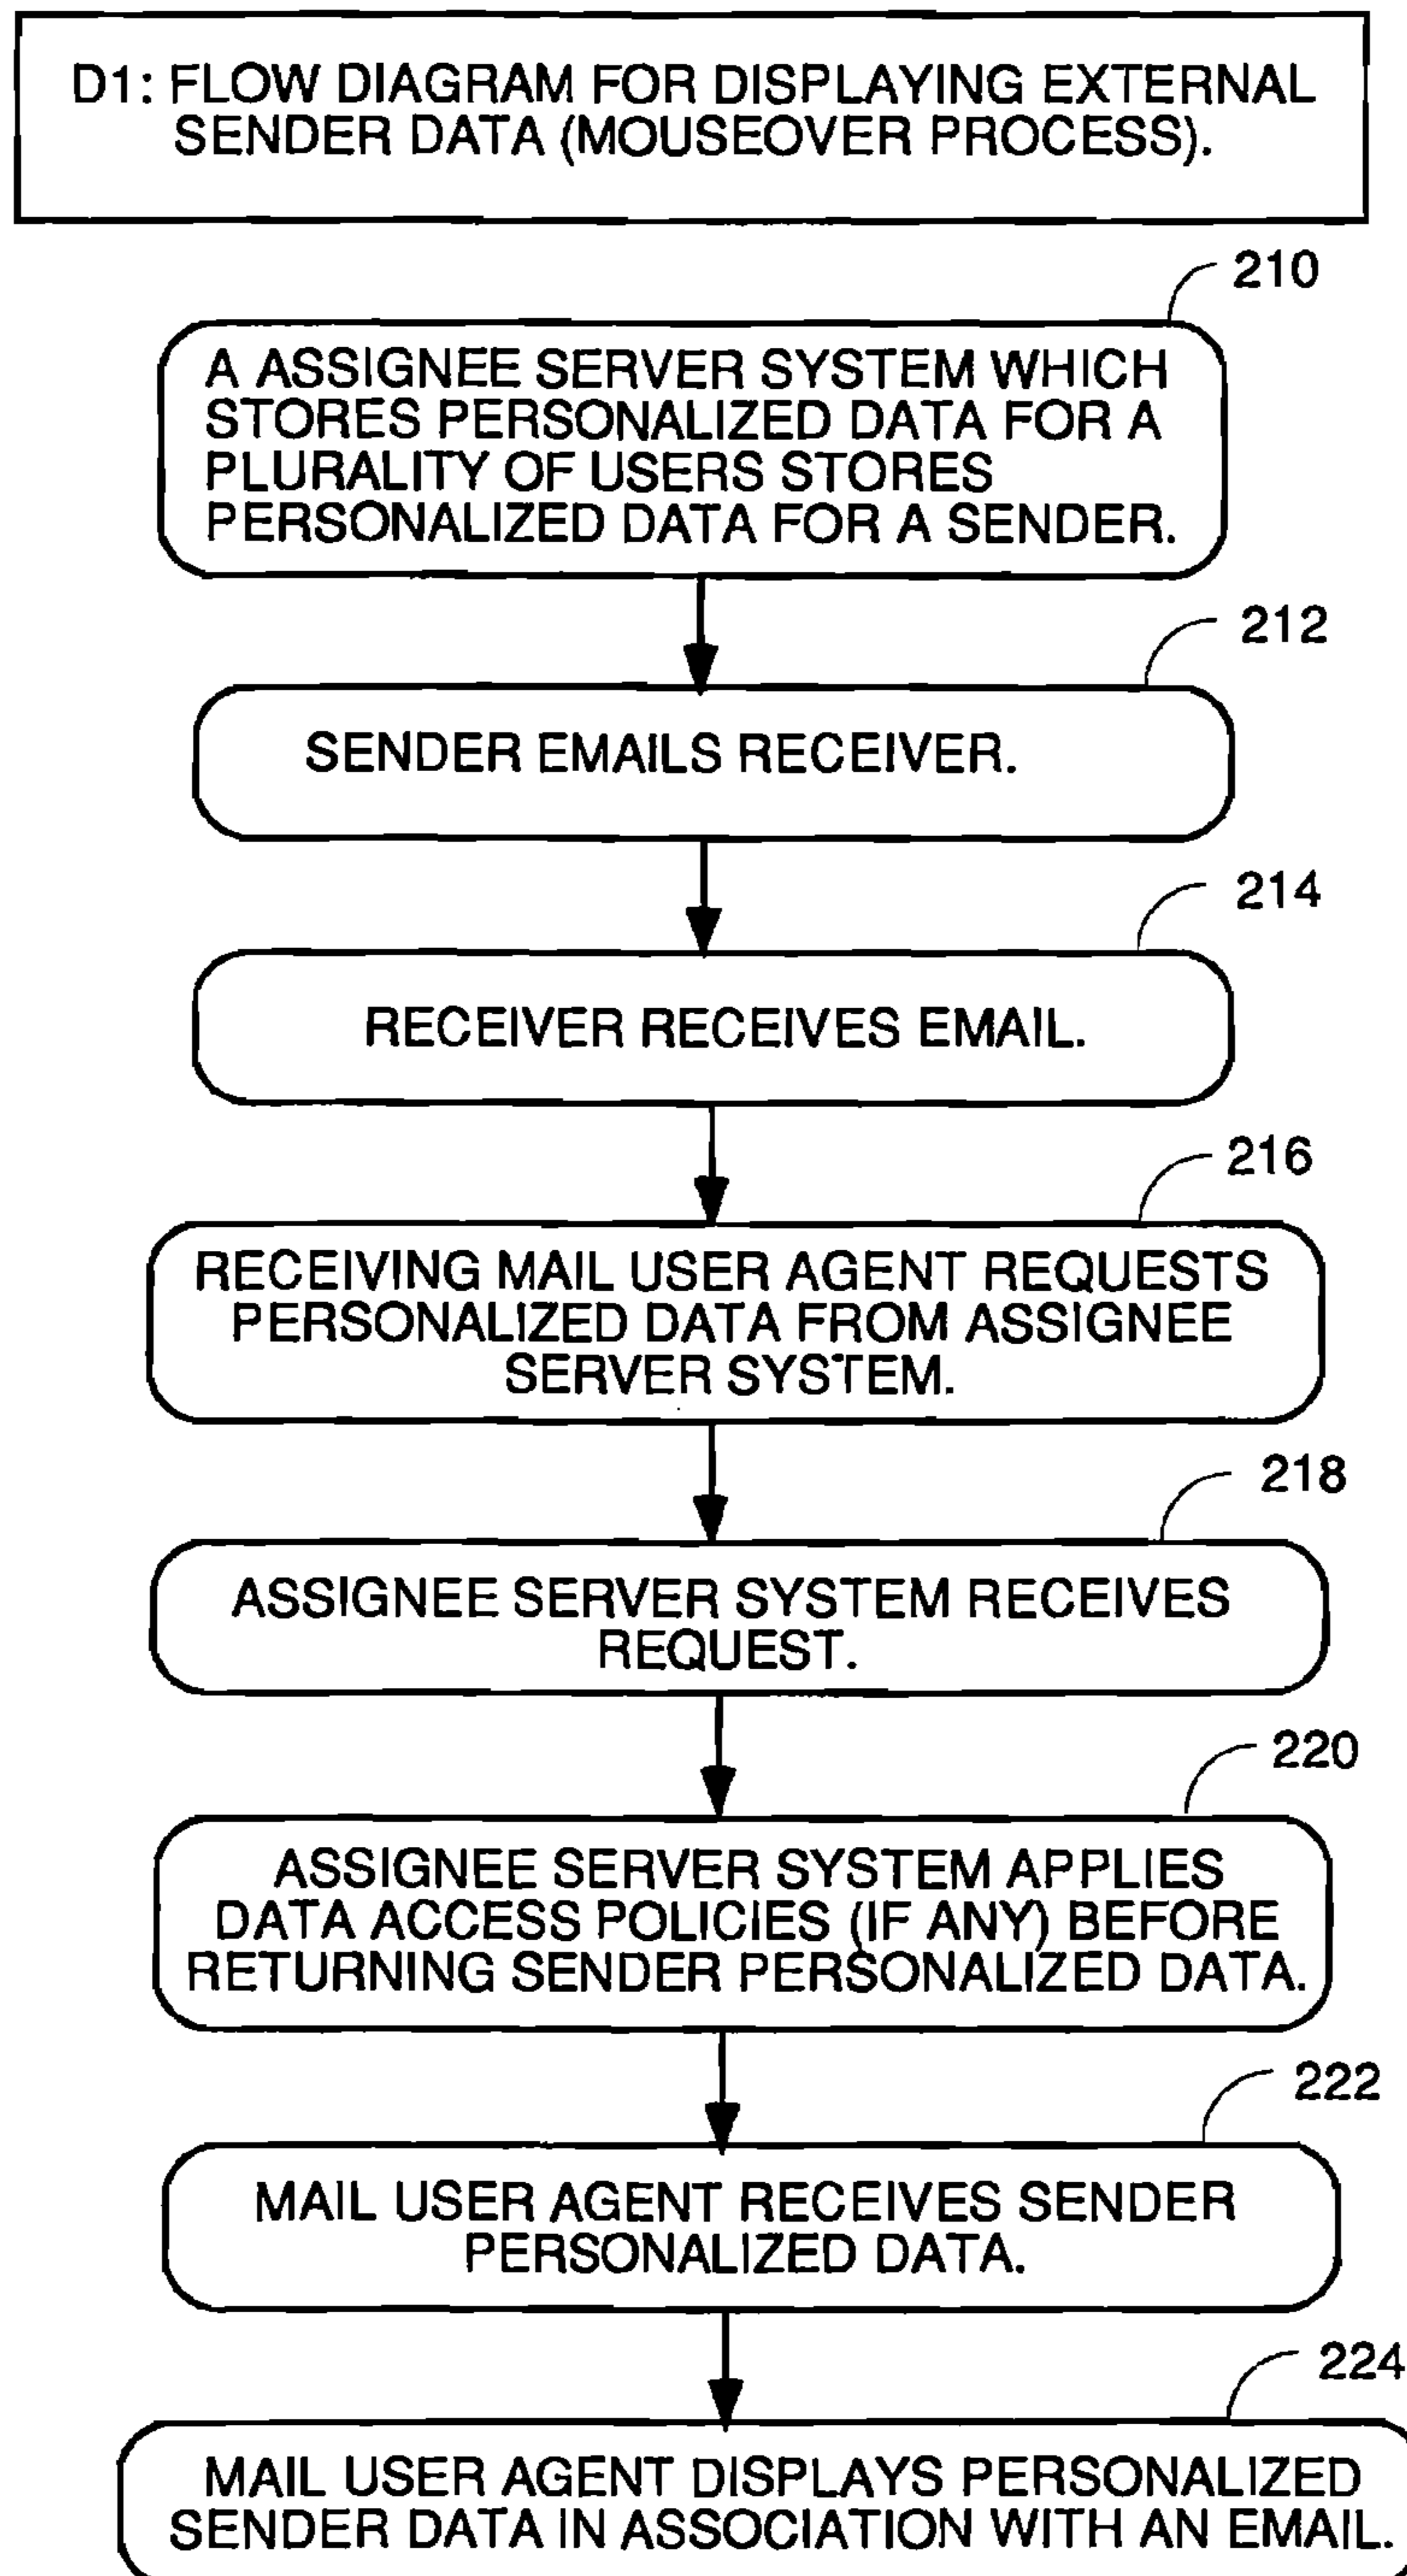 D1: FLOW DIAGRAM FOR DISPLAYING EXTERNAL
SENDER DATA (MOUSEOVER PROCESS).
210
A ASSIGNEE SERVER SYSTEM WHICH
STORES PERSONALIZED DATA FOR A
PLURALITY OF USERS STORES
PERSONALIZED DATA FOR A SENDER.
212
SENDER EMAILS RECEIVER.
214
RECEIVER RECEIVES EMAIL.
216
RECEIVING MAIL USER AGENT REQUESTS
PERSONALIZED DATA FROM ASSIGNEE
SERVER SYSTEM.
218
ASSIGNEE SERVER SYSTEM RECEIVES
REQUEST.
220
ASSIGNEE SERVER SYSTEM APPLIES
DATA ACCESS POLICIES (IF ANY) BEFORE
RETURNING SENDER PERSONALIZED DATA.
222
MAIL USER AGENT RECEIVES SENDER
PERSONALIZED DATA.
224
MAIL USER AGENT DISPLAYS PERSONALIZED
SENDER DATA IN ASSOCIATION WITH AN EMAIL.